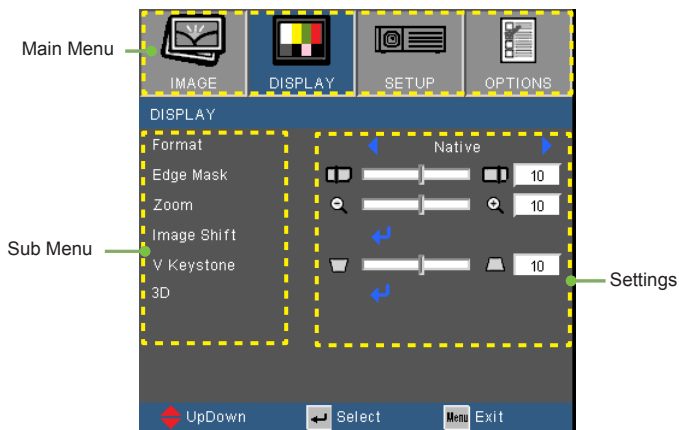 Main Menu
IMAGE DISPLAY SETUP OPTIONS
DISPLAY
Format Native
Edge Mask 10
Zoom 10
Image Shift
Sub Menu
V Keystone 10
Settings
3D
UpDown Select Menu Exit